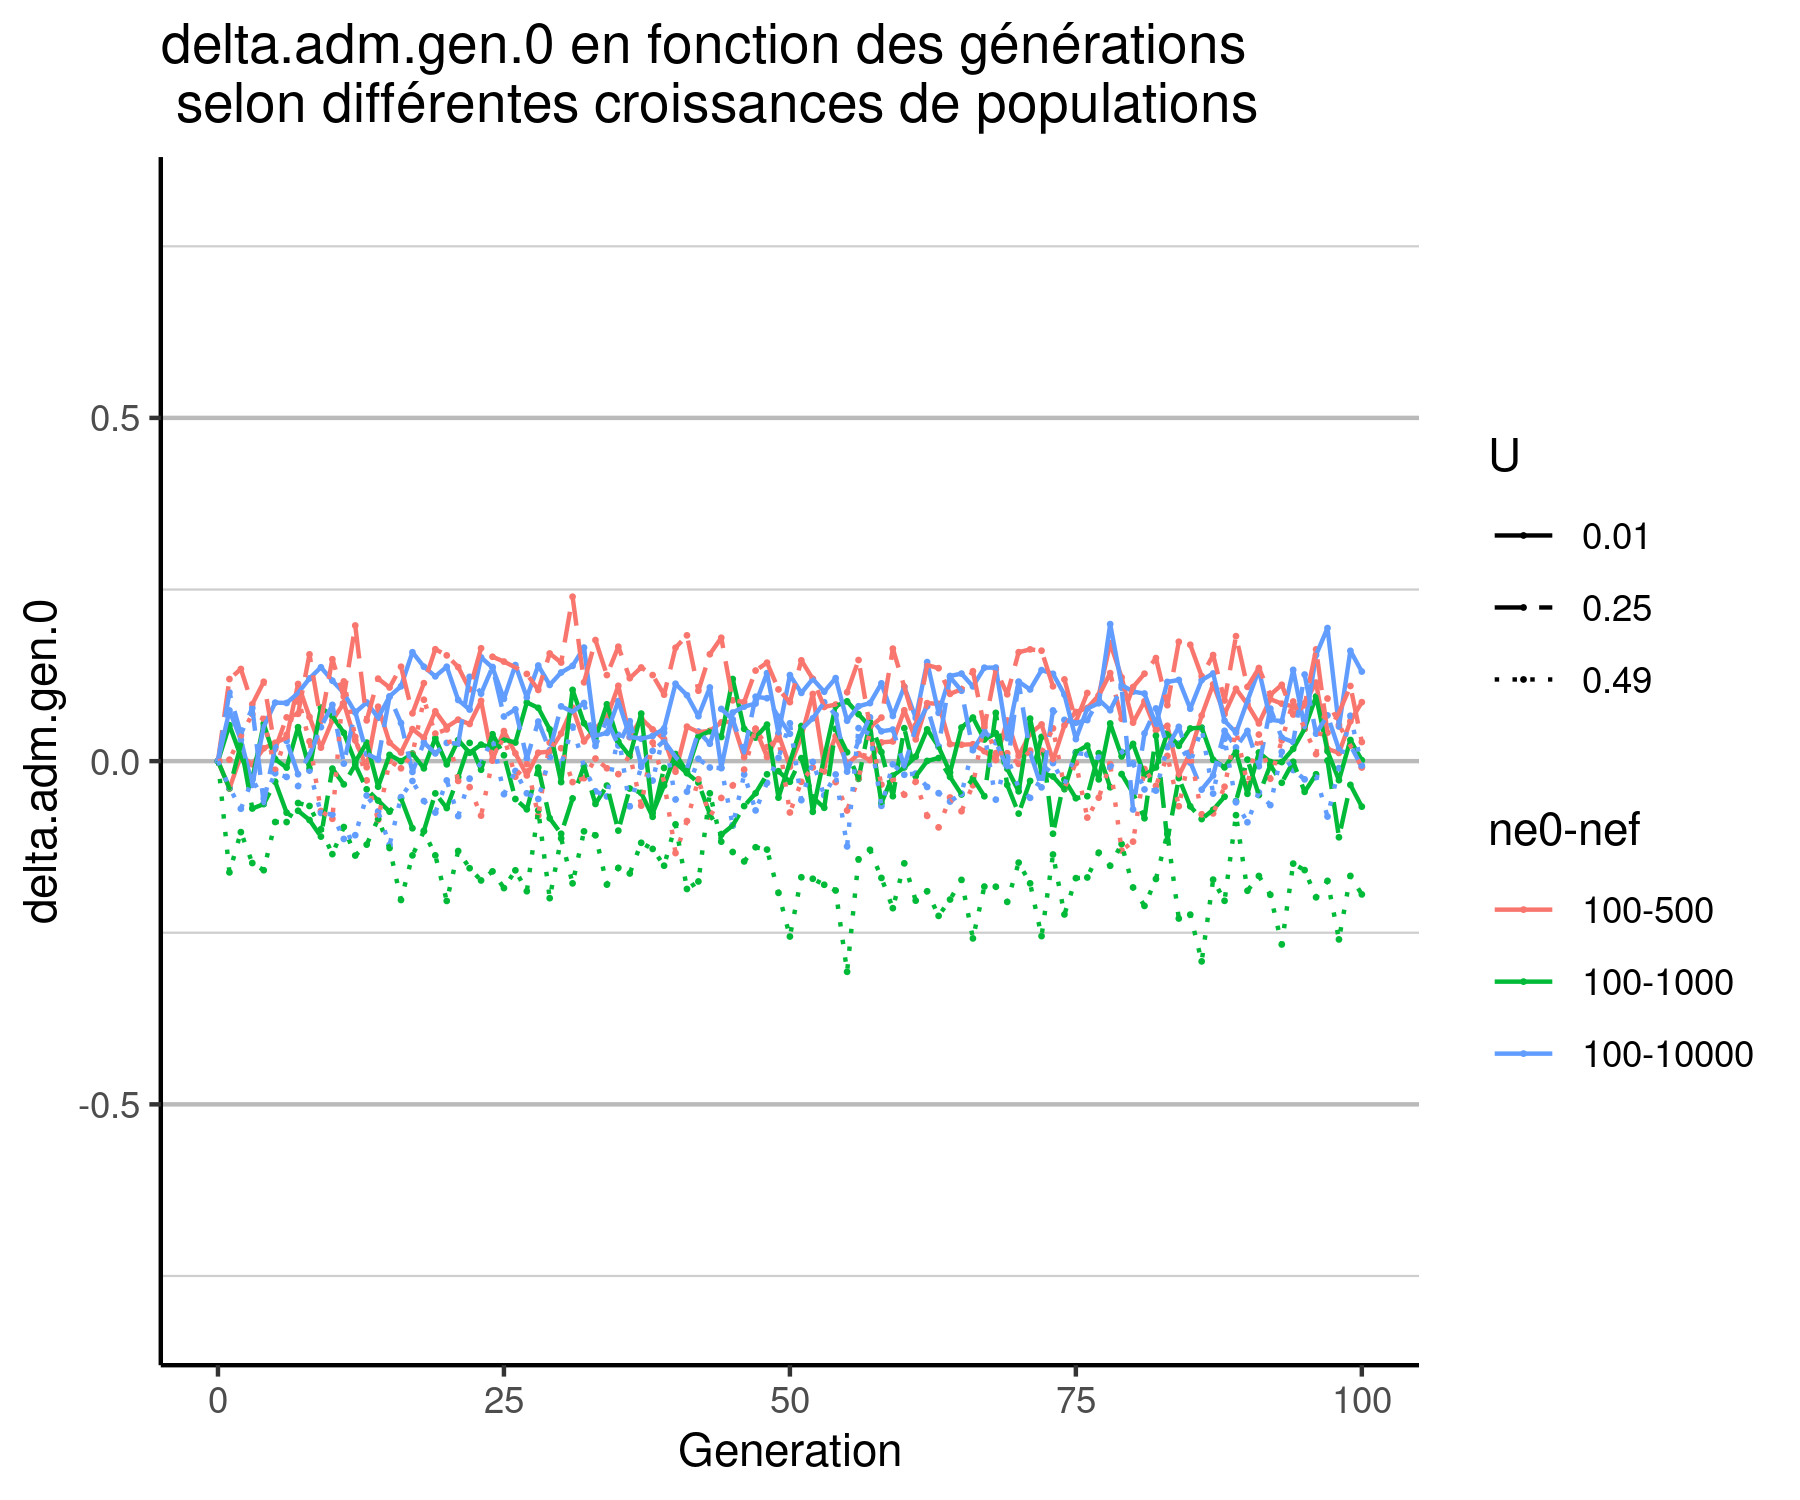 delta.adm.gen.0 en fonction des générations
selon différentes croissances de populations
delta.adm.gen.0
0.5
0.0
-0.5
0
25
50
75
100
Generation
U
0.01
0.25
0.49
ne0-nef
100-500
100-1000
100-10000